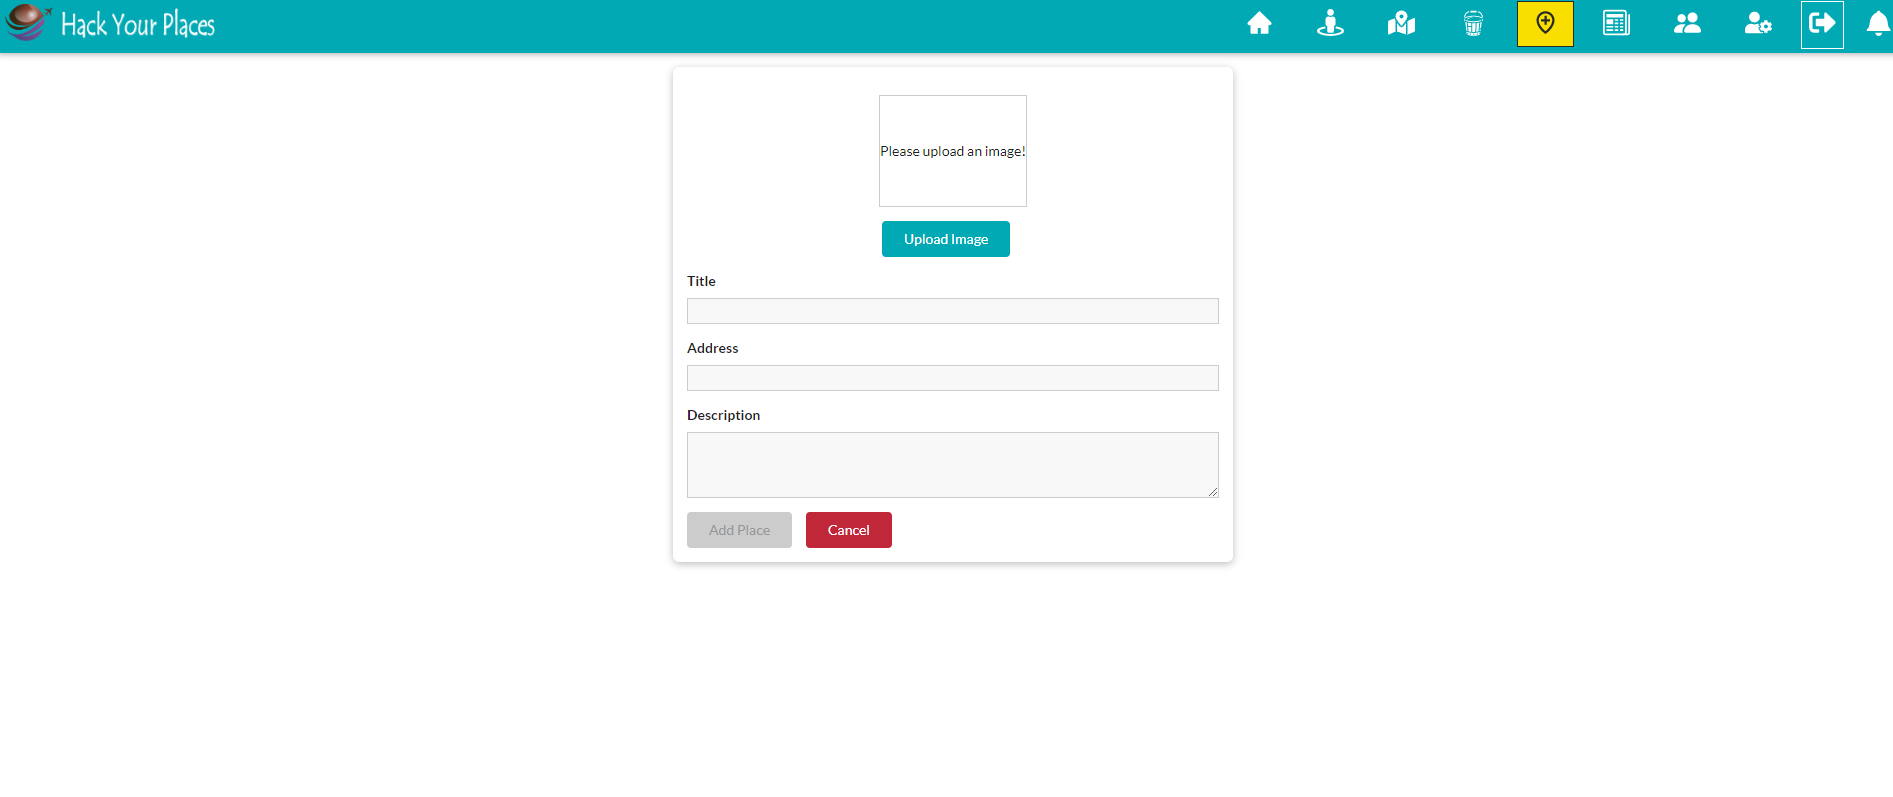 Hack Your Places
Please upload an image!
Upload Image
Title
Address
Description
Add Place
Cancel